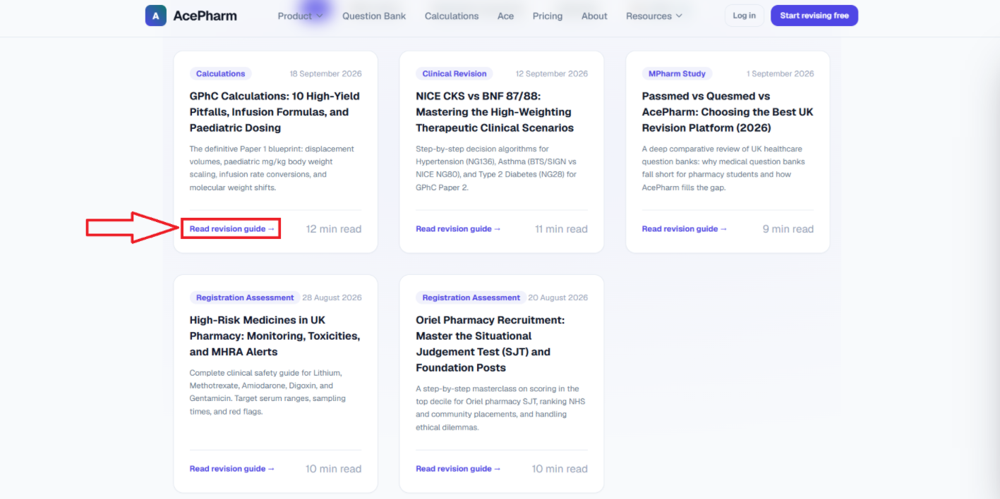 A AcePharm Product Question Bank Calculations Ace Pricing About Resources Log in Start revising free
Calculations 18 September 2026
GPhC Calculations: 10 High-Yield
Pitfalls, Infusion Formulas, and
Paediatric Dosing
The definitive Paper 1 blueprint: displacement
volumes, paediatric mg/kg body weight
scaling, infusion rate conversions, and
molecular weight shifts.
Read revision guide → 12 min read
Clinical Revision 12 September 2026
NICE CKS vs BNF 87/88:
Mastering the High-Weighting
Therapeutic Clinical Scenarios
Step-by-step decision algorithms for
Hypertension (NG136), Asthma (BTS/SIGN vs
NICE NG80), and Type 2 Diabetes (NG28) for
GPhC Paper 2.
Read revision guide → 11 min read
MPharm Study 1 September 2026
Passmed vs Quesmed vs
AcePharm: Choosing the Best UK
Revision Platform (2026)
A deep comparative review of UK healthcare
question banks: why medical question banks
fall short for pharmacy students and how
AcePharm fills the gap.
Read revision guide → 9 min read
Registration Assessment 28 August 2026
High-Risk Medicines in UK
Pharmacy: Monitoring, Toxicities,
and MHRA Alerts
Complete clinical safety guide for Lithium,
Methotrexate, Amiodarone, Digoxin, and
Gentamicin. Target serum ranges, sampling
times, and red flags.
Read revision guide → 10 min read
Registration Assessment 20 August 2026
Oriel Pharmacy Recruitment:
Master the Situational
Judgement Test (SJT) and
Foundation Posts
A step-by-step masterclass on scoring in the
top decile for Oriel pharmacy SJT, ranking NHS
and community placements, and handling
ethical dilemmas.
Read revision guide → 10 min read